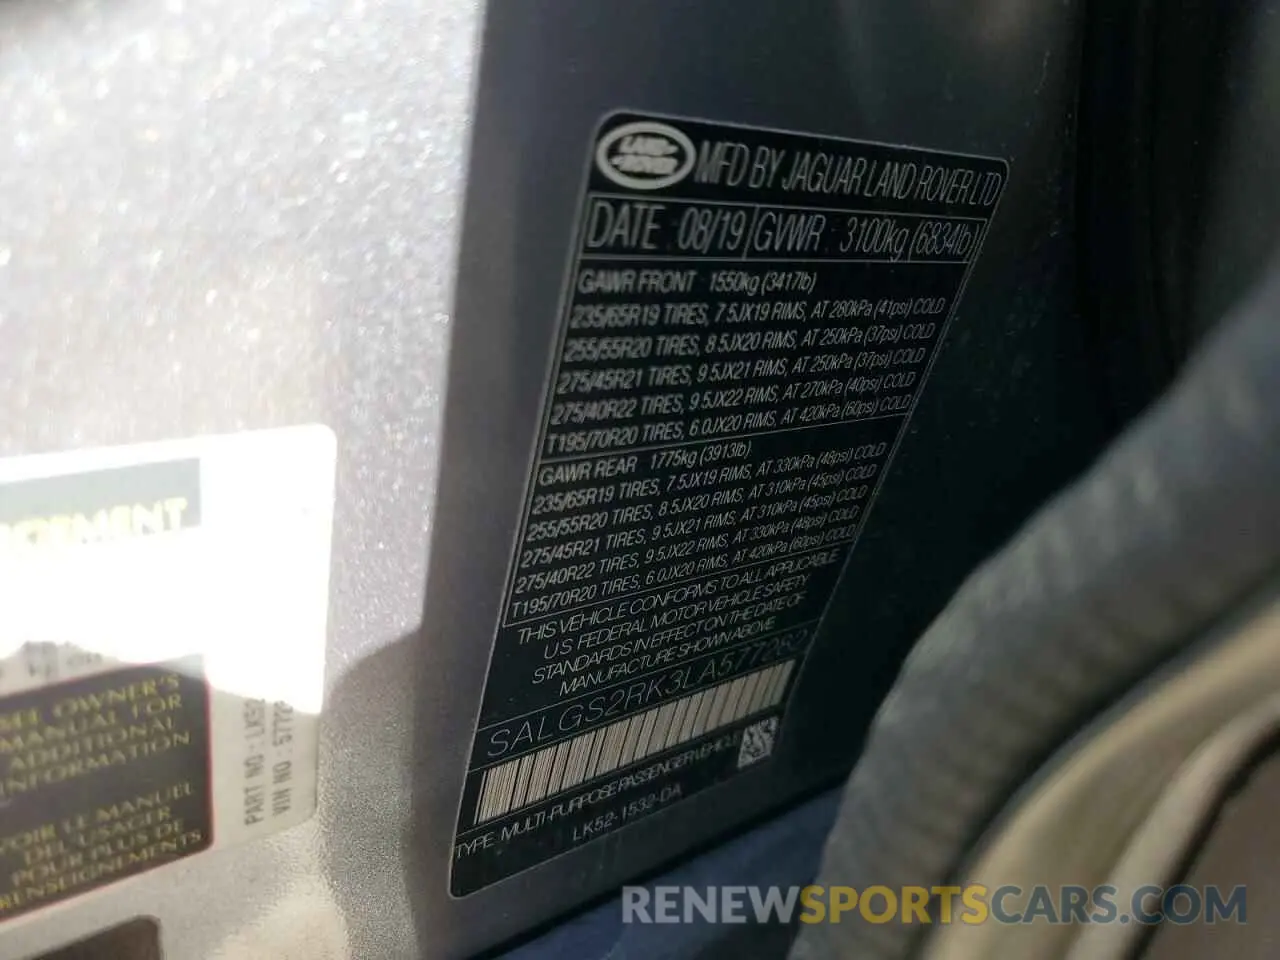 LAND ROVER
MFD BY JAGUAR LAND ROVER LTD
DATE 08/19 GVWR : 3100kg (6834lb)
GAWR FRONT 1550kg (3417lb)
235/65R19 TIRES, 7.5JX19 RIMS, AT 280kPa (41psi) COLD
255/55R20 TIRES, 8.5JX20 RIMS, AT 250kPa (37psi) COLD
275/45R21 TIRES, 9.5JX21 RIMS, AT 250kPa (37psi) COLD
275/40R22 TIRES, 9.5JX22 RIMS, AT 270kPa (40psi) COLD
T195/70R20 TIRES, 6.0JX20 RIMS, AT 420kPa (60psi) COLD
GAWR REAR 1775kg (3913lb)
235/65R19 TIRES, 7.5JX19 RIMS, AT 330kPa (48psi) COLD
255/55R20 TIRES, 8.5JX20 RIMS, AT 310kPa (45psi) COLD
275/45R21 TIRES, 9.5JX21 RIMS, AT 310kPa (45psi) COLD
275/40R22 TIRES, 9.5JX22 RIMS, AT 330kPa (48psi) COLD
T195/70R20 TIRES, 6.0JX20 RIMS, AT 420kPa (60psi) COLD
THIS VEHICLE CONFORMS TO ALL APPLICABLE
U.S. FEDERAL MOTOR VEHICLE SAFETY
STANDARDS IN EFFECT ON THE DATE OF
MANUFACTURE SHOWN ABOVE
SALGS2RK3LA577282
TYPE: MULTI-PURPOSE PASSENGER VEHICLE
LK52-1532-DA
OWNER'S
MANUAL FOR
ADDITIONAL
INFORMATION
VOIR LE MANUEL
DE L'USAGER
POUR PLUS DE
RENSEIGNEMENTS
PART NO - LK52
VIN NO 5772
RENEWSPORTSCARS.COM